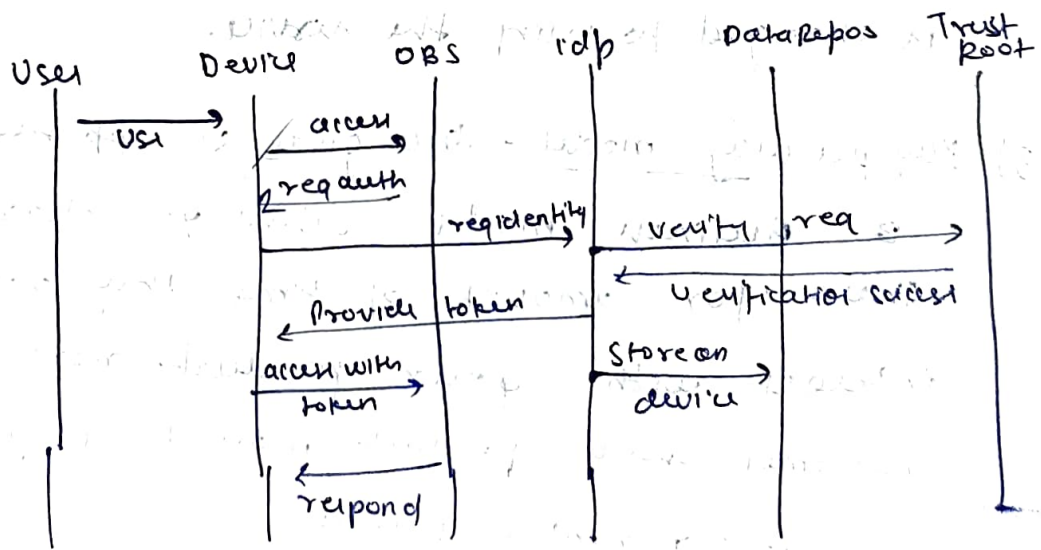 User
Device
OBS
idp
DataRepos
Trust
Root
use
access
req auth
req identity
verify req
verification success
Provide token
access with
token
Store on
device
respond